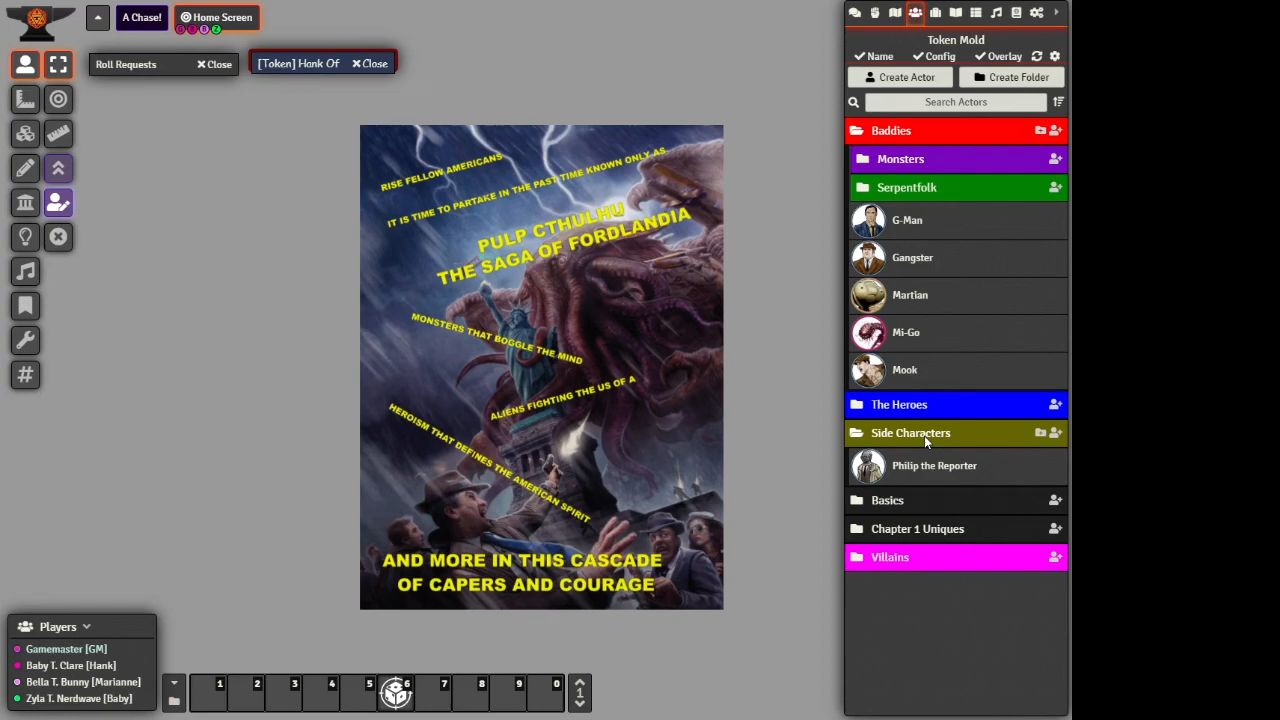 A Chase!
Home Screen
G
S
B
Z
Roll Requests
Close
[Token] Hank Of
Close
RISE FELLOW AMERICANS
IT IS TIME TO PARTAKE IN THE PAST TIME KNOWN ONLY AS
PULP CTHULHU
THE SAGA OF FORDLANDIA
MONSTERS THAT BOGGLE THE MIND
ALIENS FIGHTING THE US OF A
HEROISM THAT DEFINES THE AMERICAN SPIRIT
AND MORE IN THIS CASCADE
OF CAPERS AND COURAGE
Players
Gamemaster [GM]
Baby T. Clare [Hank]
Bella T. Bunny [Marianne]
Zyla T. Nerdwave [Baby]
1
2
3
4
5
6
7
8
9
0
1
Token Mold
Name
Config
Overlay
Create Actor
Create Folder
Search Actors
Baddies
Monsters
Serpentfolk
G-Man
Gangster
Martian
Mi-Go
Mook
The Heroes
Side Characters
Philip the Reporter
Basics
Chapter 1 Uniques
Villains